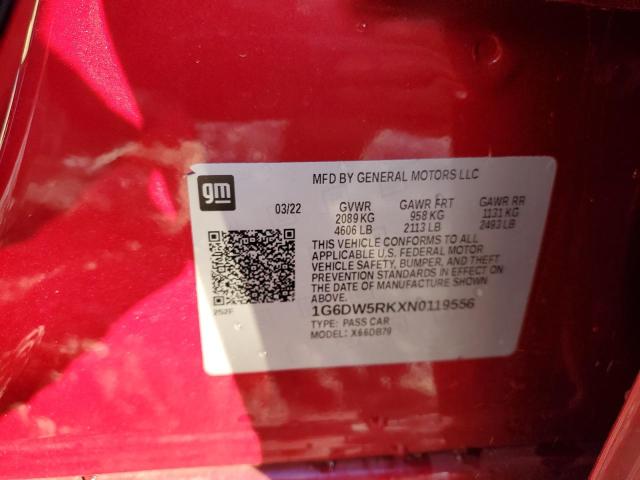 gm
MFD BY GENERAL MOTORS LLC
03/22 GVWR GAWR FRT GAWR RR
2089 KG 958 KG 1131 KG
4606 LB 2113 LB 2493 LB
THIS VEHICLE CONFORMS TO ALL
APPLICABLE U.S. FEDERAL MOTOR
VEHICLE SAFETY, BUMPER, AND THEFT
PREVENTION STANDARDS IN EFFECT ON
THE DATE OF MANUFACTURE SHOWN
ABOVE.
252F
1G6DW5RKXN0119556
TYPE: PASS CAR
MODEL: X66DB79